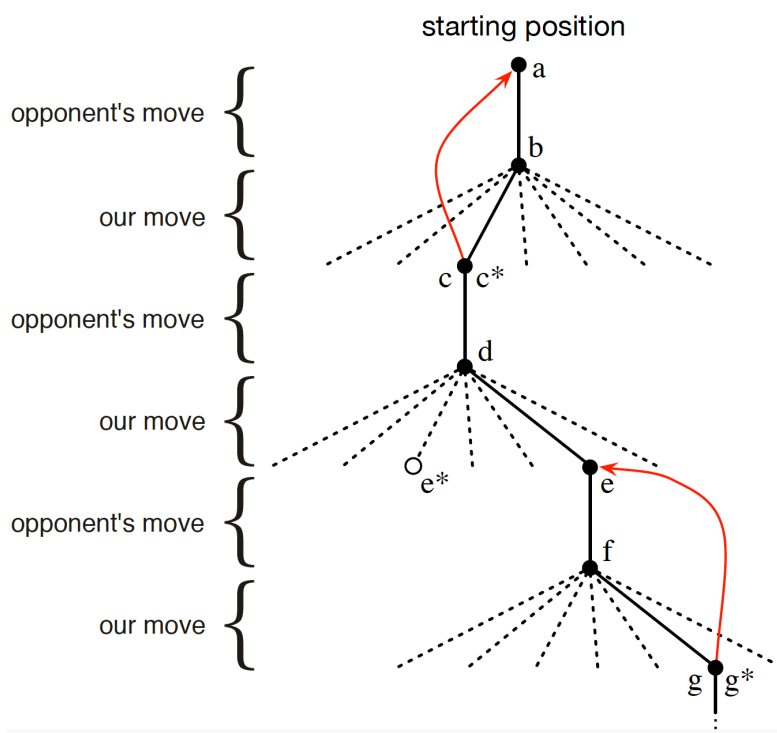 starting position
a
opponent's move
b
our move
c c*
opponent's move
d
our move
e* e
opponent's move
f
our move
g g*